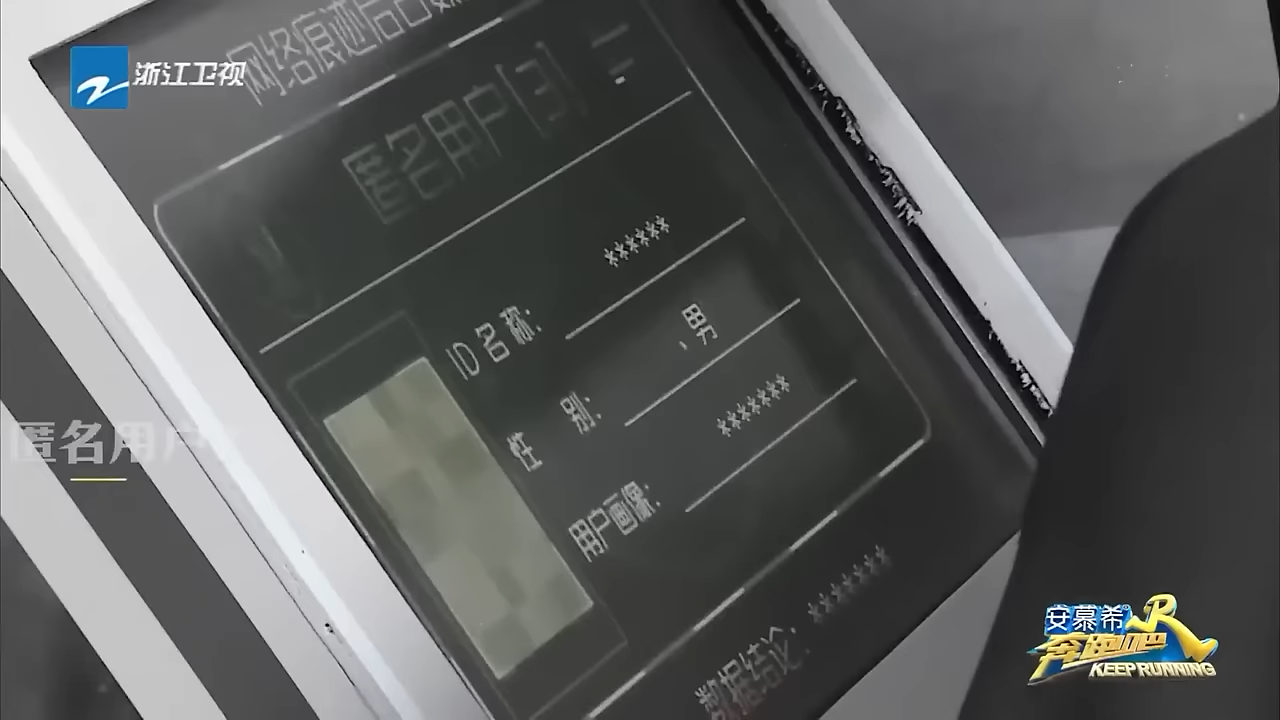 网络痕迹后台数
浙江卫视
匿名用户[3]
ID名称: ******
性 别: 男
用户画像: *******
匿名用户
数据结论: *******
安慕希
奔跑吧
KEEP RUNNING